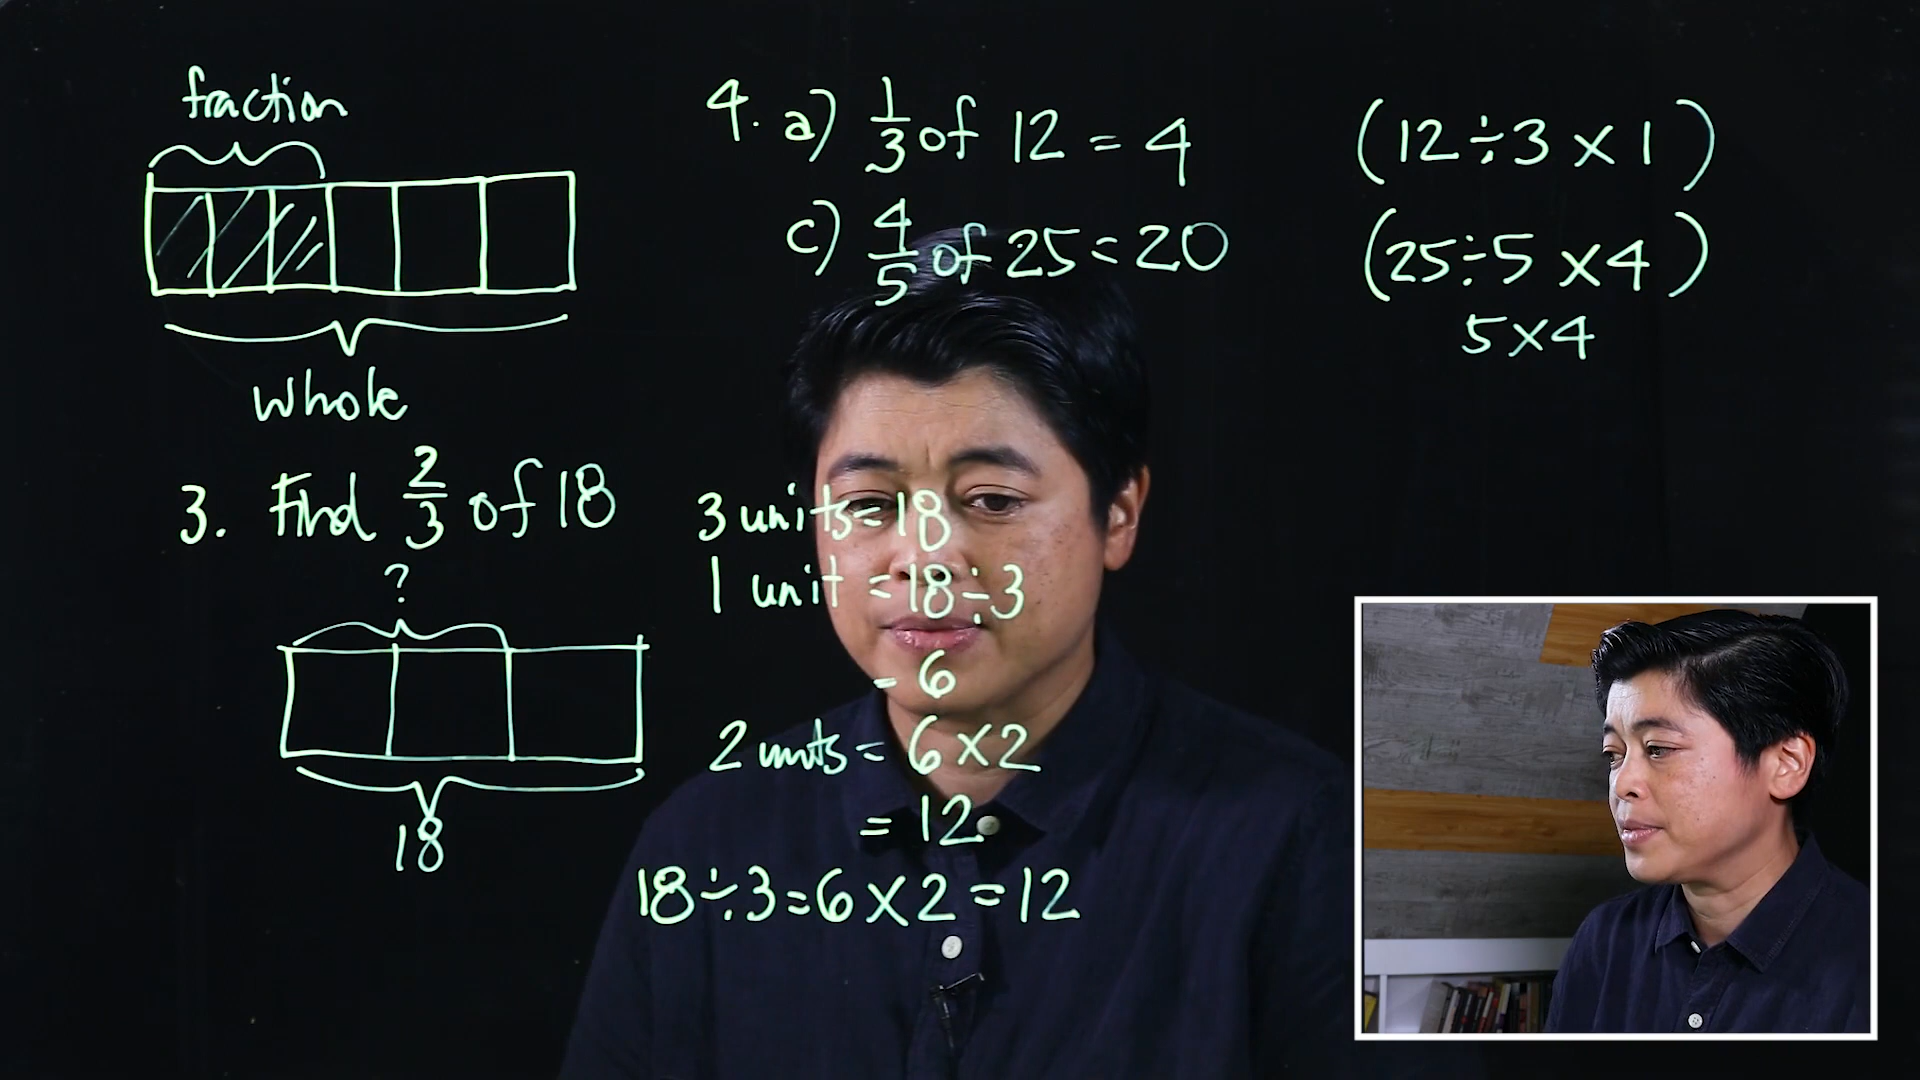 fraction
whole
3. Find 2/3 of 18
?
18
3 units = 18
1 unit = 18 ÷ 3
= 6
2 units = 6 × 2
= 12
18 ÷ 3 = 6 × 2 = 12
4. a) 1/3 of 12 = 4 (12 ÷ 3 × 1)
c) 4/5 of 25 = 20 (25 ÷ 5 × 4)
5 × 4